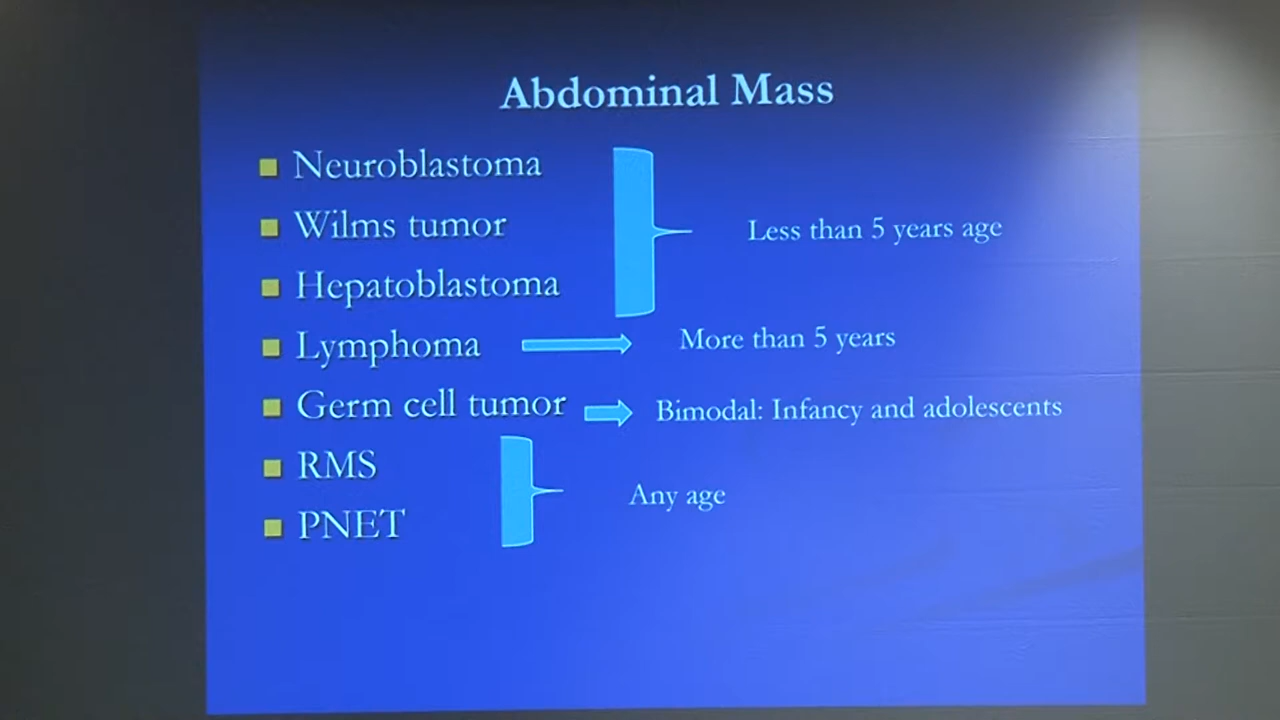 Abdominal Mass
Neuroblastoma
Wilms tumor
Hepatoblastoma
Less than 5 years age
Lymphoma
More than 5 years
Germ cell tumor
Bimodal: Infancy and adolescents
RMS
PNET
Any age